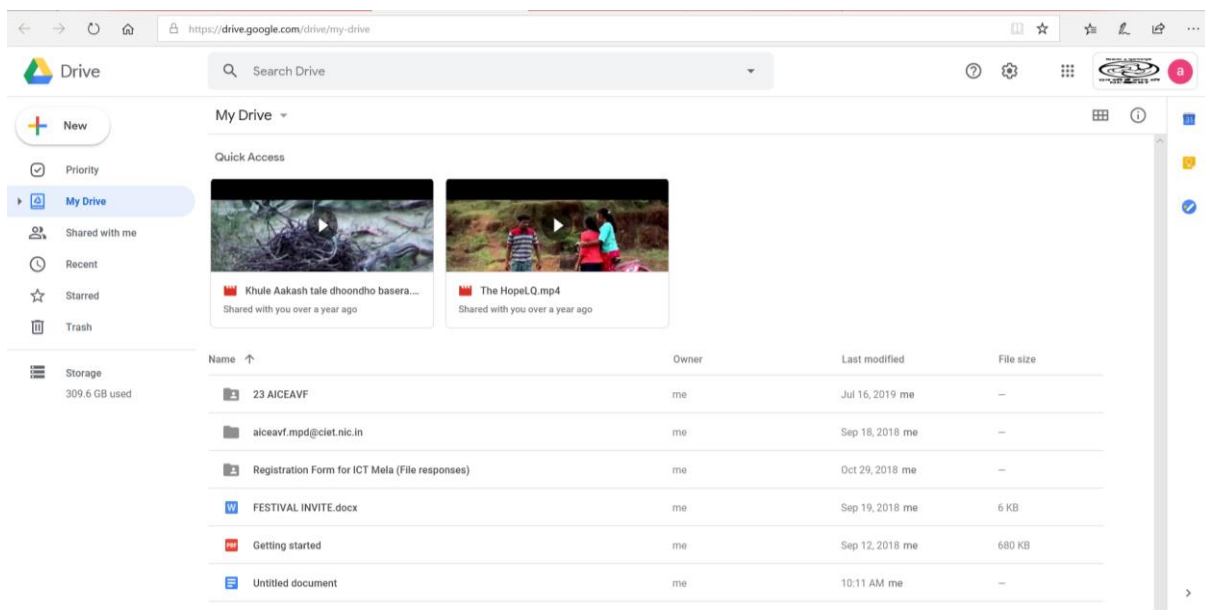 https://drive.google.com/drive/my-drive
Drive
Search Drive
a
New
My Drive
Priority
My Drive
Shared with me
Recent
Starred
Trash
Storage
309.6 GB used
Quick Access
Khule Aakash tale dhoondho basera....
Shared with you over a year ago
The HopeLQ.mp4
Shared with you over a year ago
Name Owner Last modified File size
23 AICEAVF me Jul 16, 2019 me –
aiceavf.mpd@ciet.nic.in me Sep 18, 2018 me –
Registration Form for ICT Mela (File responses) me Oct 29, 2018 me –
W FESTIVAL INVITE.docx me Sep 19, 2018 me 6 KB
PDF Getting started me Sep 12, 2018 me 680 KB
Untitled document me 10:11 AM me –
31